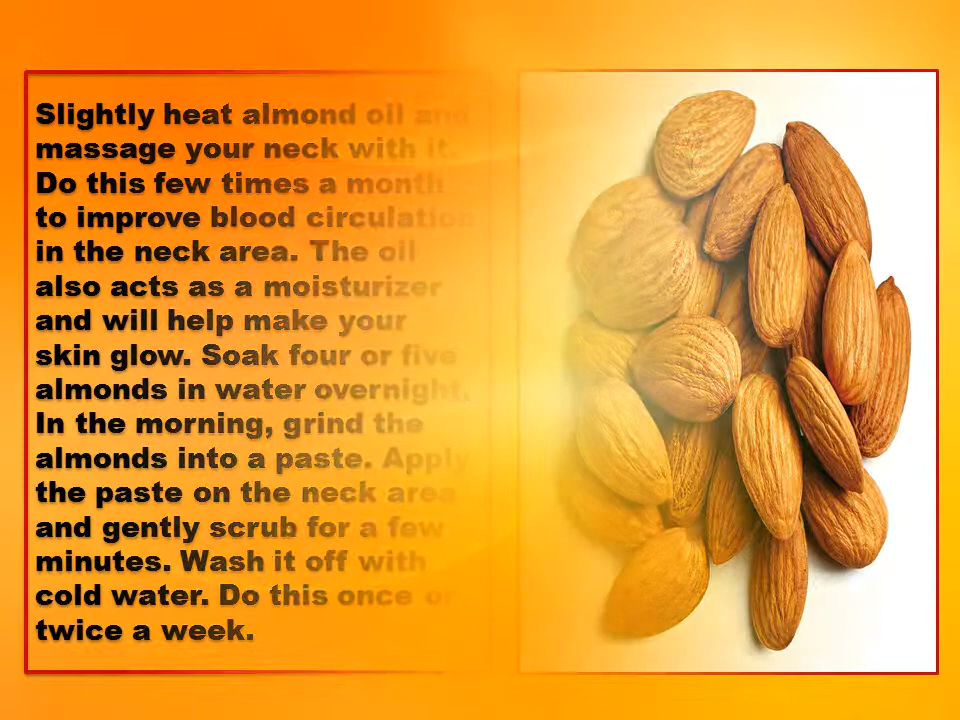 Slightly heat almond oil and
massage your neck with it.
Do this few times a month
to improve blood circulation
in the neck area. The oil
also acts as a moisturizer
and will help make your
skin glow. Soak four or five
almonds in water overnight.
In the morning, grind the
almonds into a paste. Apply
the paste on the neck area
and gently scrub for a few
minutes. Wash it off with
cold water. Do this once or
twice a week.